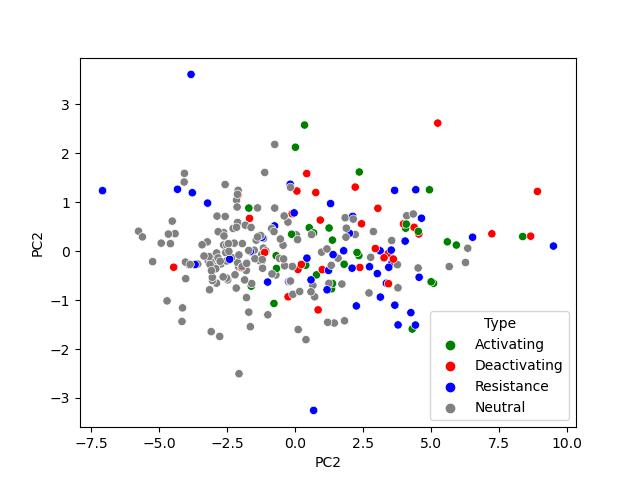 3
2
1
0
−1
−2
−3
PC2
−7.5 −5.0 −2.5 0.0 2.5 5.0 7.5 10.0
PC2
Type
Activating
Deactivating
Resistance
Neutral